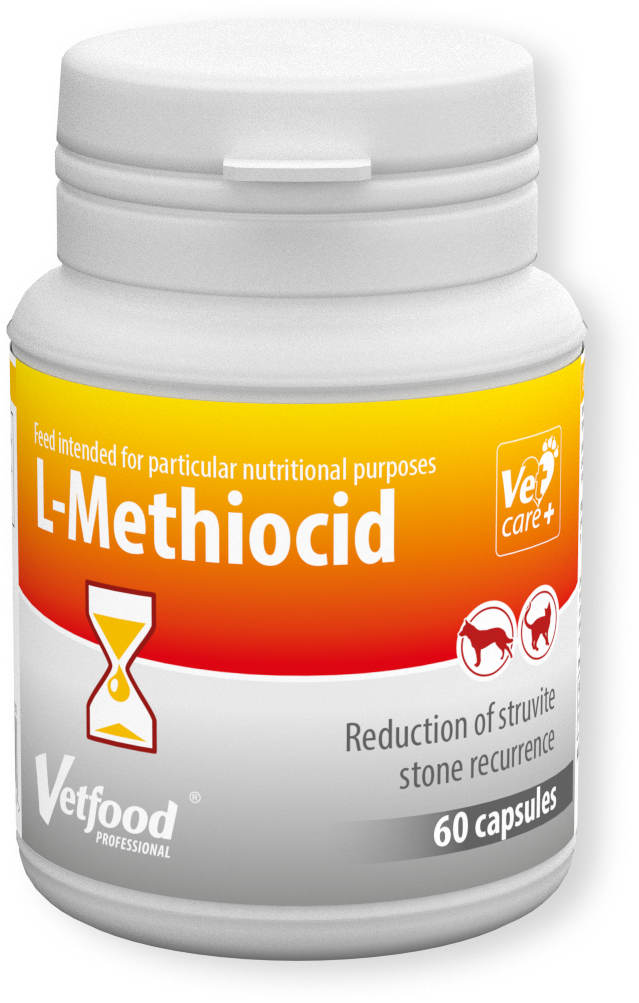 Feed intended for particular nutritional purposes
L-Methiocid
Vet
care+
Reduction of struvite
stone recurrence
60 capsules
Vetfood®
PROFESSIONAL